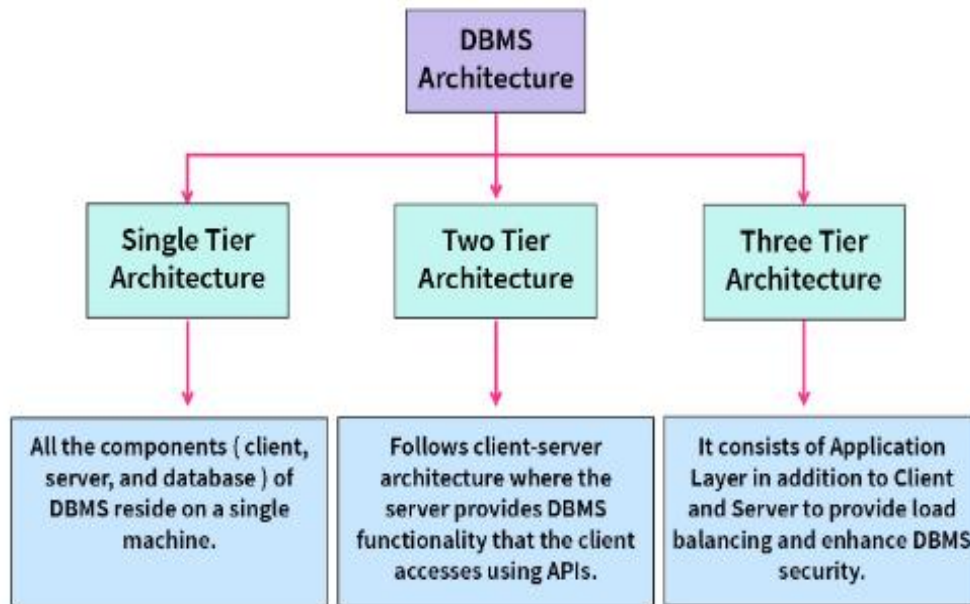 DBMS
Architecture
Single Tier
Architecture
Two Tier
Architecture
Three Tier
Architecture
All the components ( client,
server, and database ) of
DBMS reside on a single
machine.
Follows client-server
architecture where the
server provides DBMS
functionality that the client
accesses using APIs.
It consists of Application
Layer in addition to Client
and Server to provide load
balancing and enhance DBMS
security.